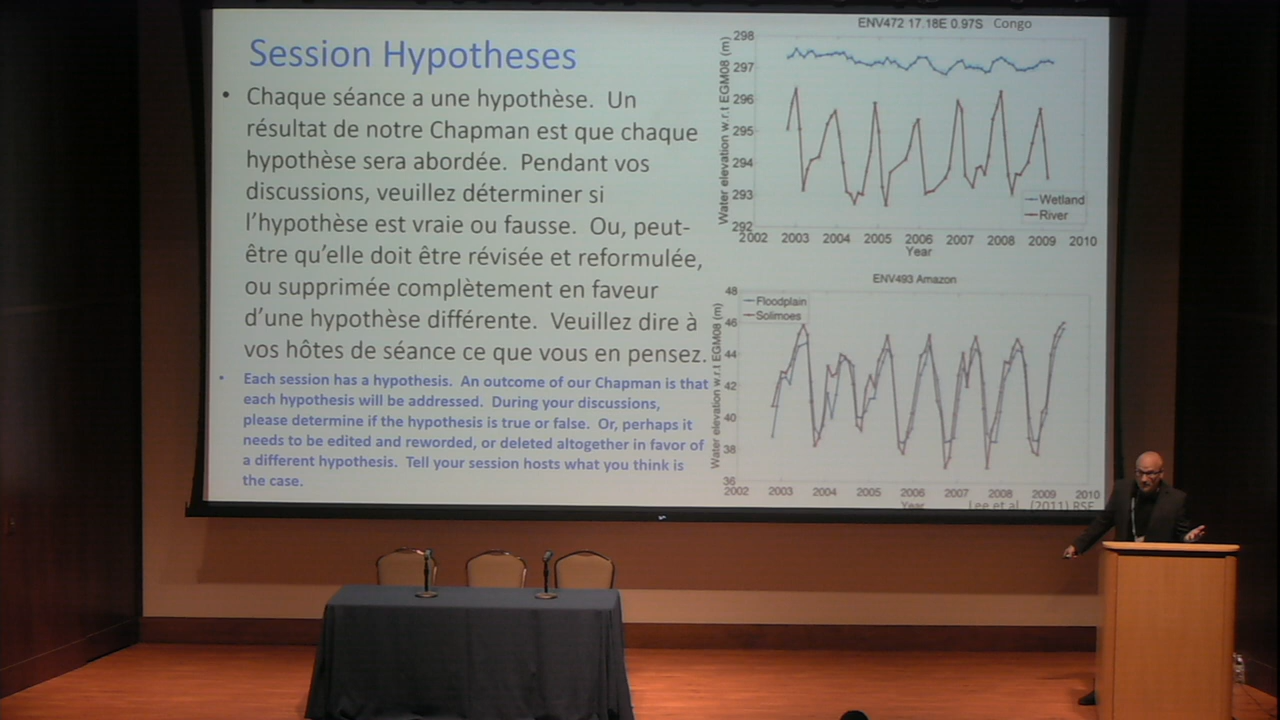 Session Hypotheses
• Chaque séance a une hypothèse. Un
résultat de notre Chapman est que chaque
hypothèse sera abordée. Pendant vos
discussions, veuillez déterminer si
l'hypothèse est vraie ou fausse. Ou, peut-
être qu'elle doit être révisée et reformulée,
ou supprimée complètement en faveur
d'une hypothèse différente. Veuillez dire à
vos hôtes de séance ce que vous en pensez.
• Each session has a hypothesis. An outcome of our Chapman is that
each hypothesis will be addressed. During your discussions,
please determine if the hypothesis is true or false. Or, perhaps it
needs to be edited and reworded, or deleted altogether in favor of
a different hypothesis. Tell your session hosts what you think is
the case.
ENV472 17.18E 0.97S Congo
Water elevation w.r.t EGM08 (m)
298
297
296
295
294
293
292
Wetland
River
2002 2003 2004 2005 2006 2007 2008 2009 2010
Year
ENV493 Amazon
Water elevation w.r.t EGM08 (m)
48
46
44
42
40
38
36
Floodplain
Solimoes
2002 2003 2004 2005 2006 2007 2008 2009 2010
Year
Lee et al., (2011) RSE